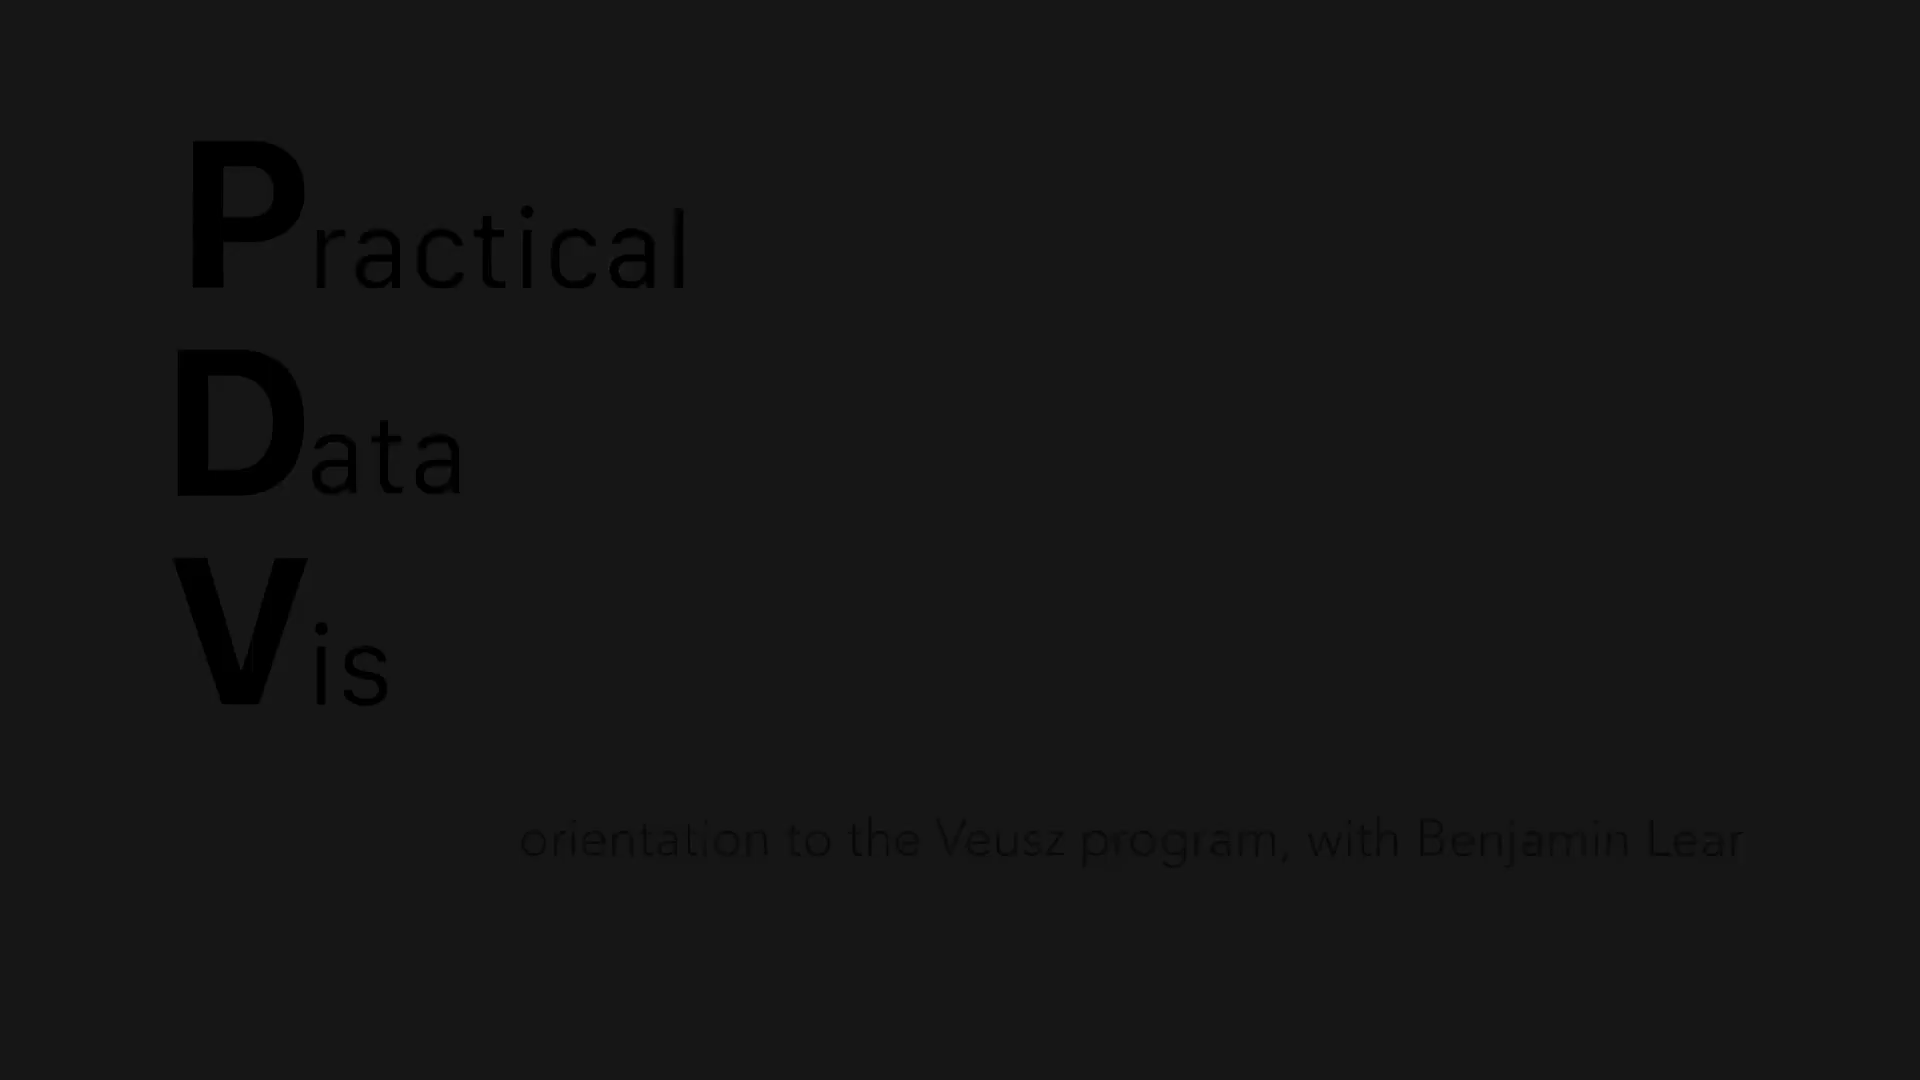 Practical
Data
Vis
orientation to the Veusz program, with Benjamin Lear